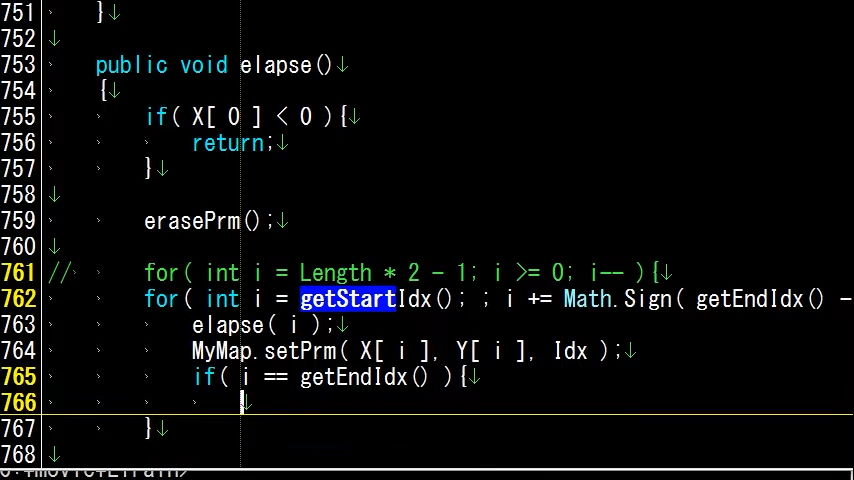 751 }↓
752 ↓
753 public void elapse()↓
754 {↓
755 if( X[ 0 ] < 0 ){↓
756 return;↓
757 }↓
758 ↓
759 erasePrm();↓
760 ↓
761 // for( int i = Length * 2 - 1; i >= 0; i-- ){↓
762 for( int i = getStartIdx(); ; i += Math.Sign( getEndIdx() -
763 elapse( i );↓
764 MyMap.setPrm( X[ i ], Y[ i ], Idx );↓
765 if( i == getEndIdx() ){↓
766 ↓
767 }↓
768 ↓